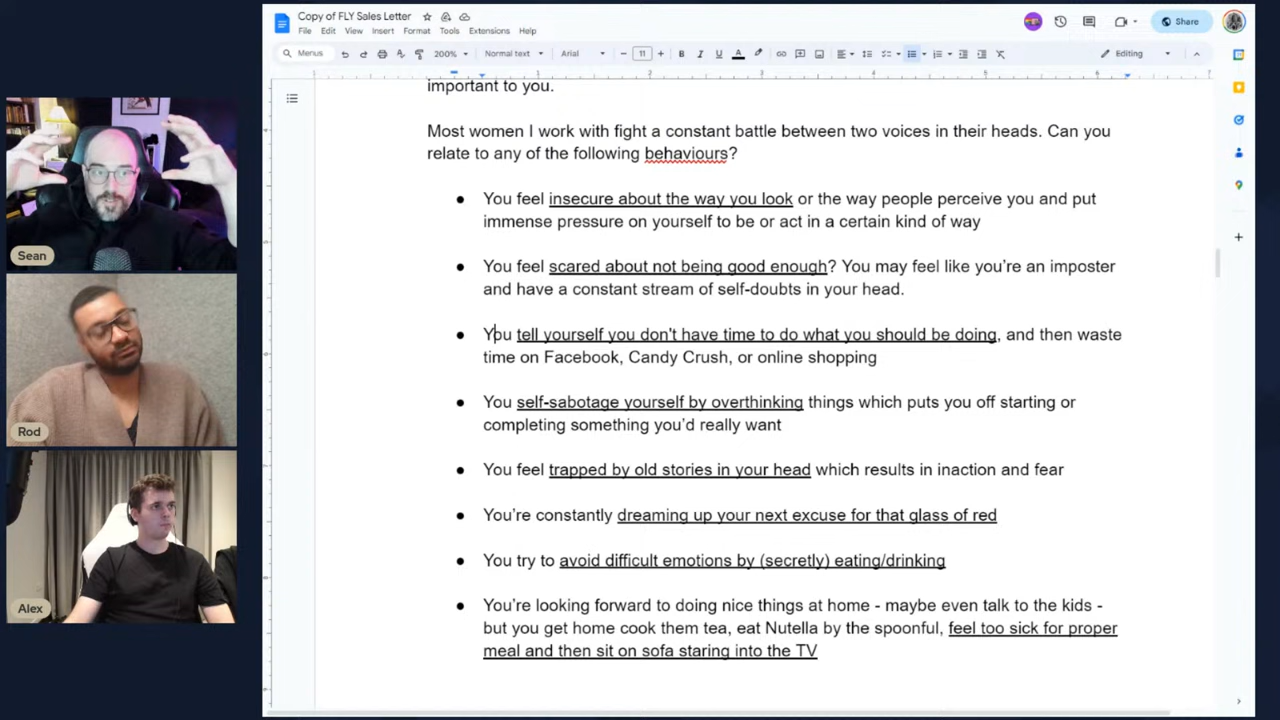 Copy of FLY Sales Letter
File Edit View Insert Format Tools Extensions Help
Share
Menus 200% Normal text Arial 11 Editing
1 2 3 4 5 6 7
important to you.
Most women I work with fight a constant battle between two voices in their heads. Can you
relate to any of the following behaviours?
● You feel insecure about the way you look or the way people perceive you and put
immense pressure on yourself to be or act in a certain kind of way
● You feel scared about not being good enough? You may feel like you're an imposter
and have a constant stream of self-doubts in your head.
● You tell yourself you don't have time to do what you should be doing, and then waste
time on Facebook, Candy Crush, or online shopping
● You self-sabotage yourself by overthinking things which puts you off starting or
completing something you'd really want
● You feel trapped by old stories in your head which results in inaction and fear
● You're constantly dreaming up your next excuse for that glass of red
● You try to avoid difficult emotions by (secretly) eating/drinking
● You're looking forward to doing nice things at home - maybe even talk to the kids -
but you get home cook them tea, eat Nutella by the spoonful, feel too sick for proper
meal and then sit on sofa staring into the TV
Sean
Rod
Alex